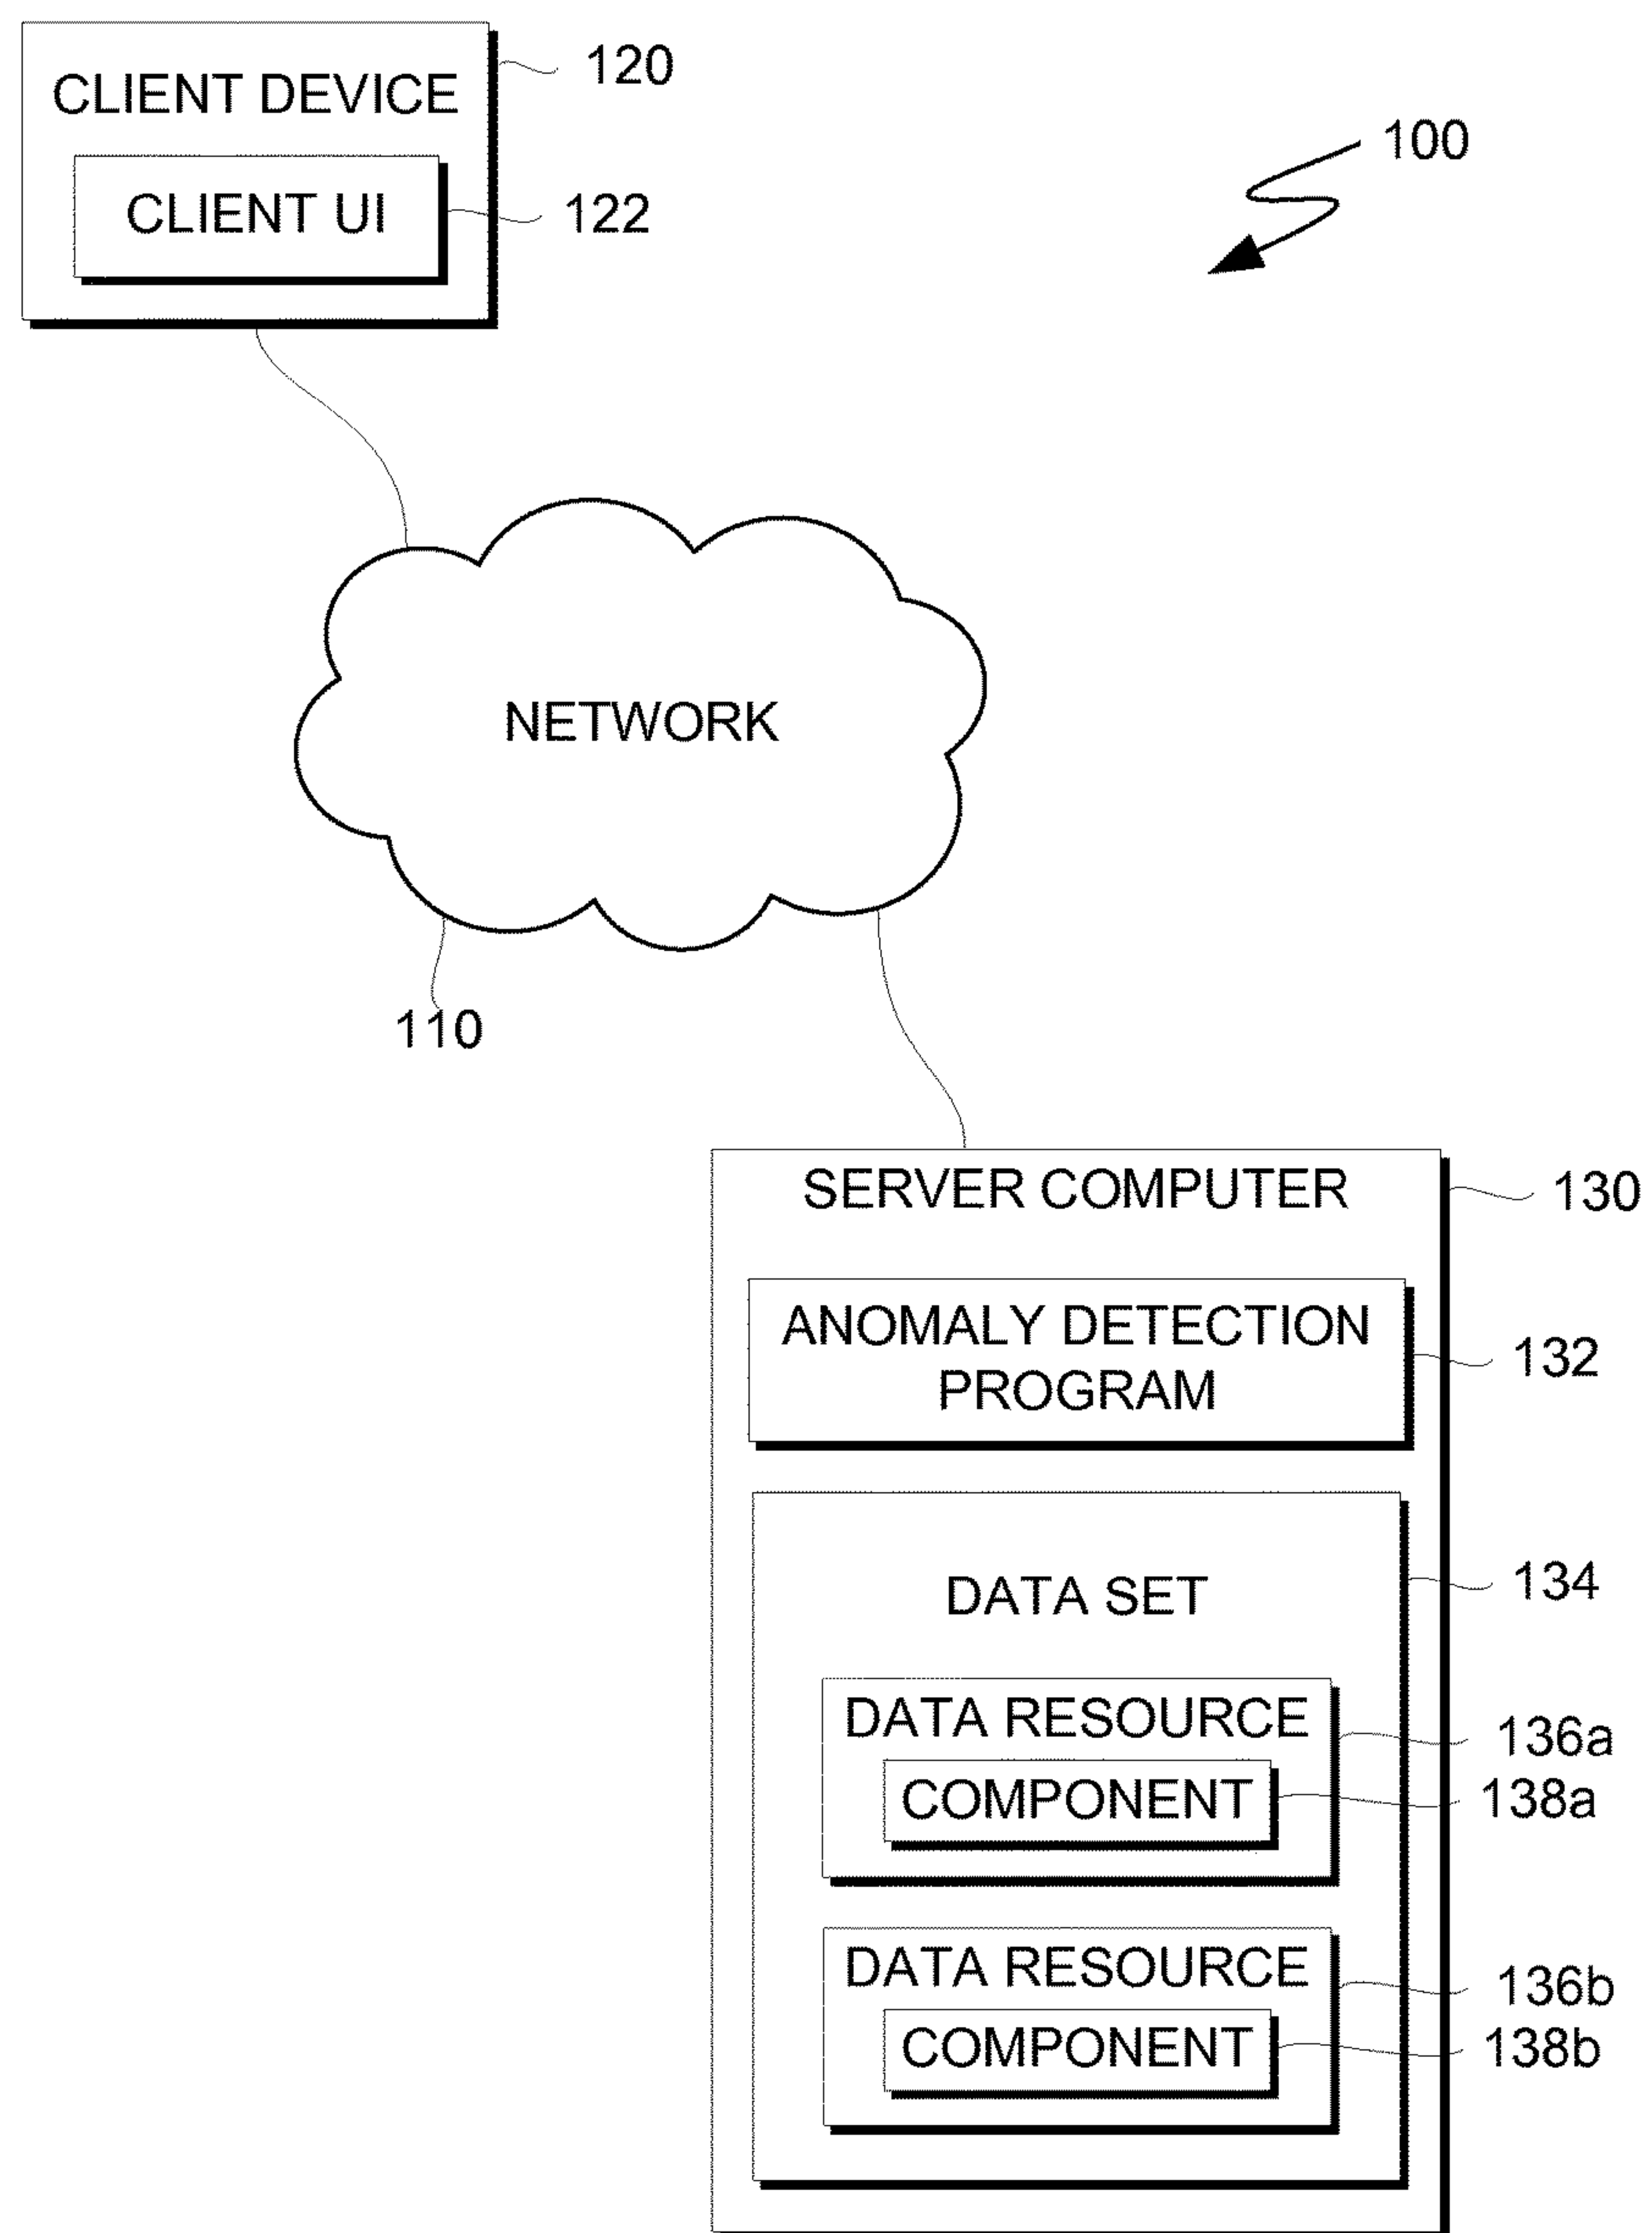 CLIENT DEVICE
120
CLIENT UI
122
100
NETWORK
110
SERVER COMPUTER
130
ANOMALY DETECTION
PROGRAM
132
DATA SET
134
DATA RESOURCE
136a
COMPONENT
138a
DATA RESOURCE
136b
COMPONENT
138b